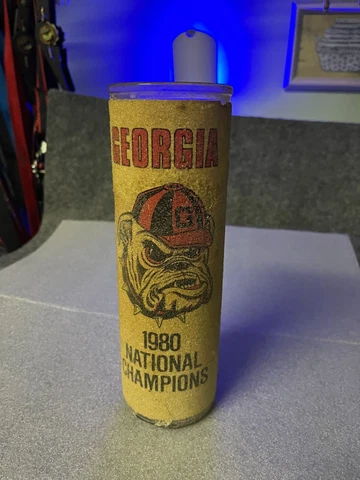 GEORGIA
G
1980
NATIONAL
CHAMPIONS